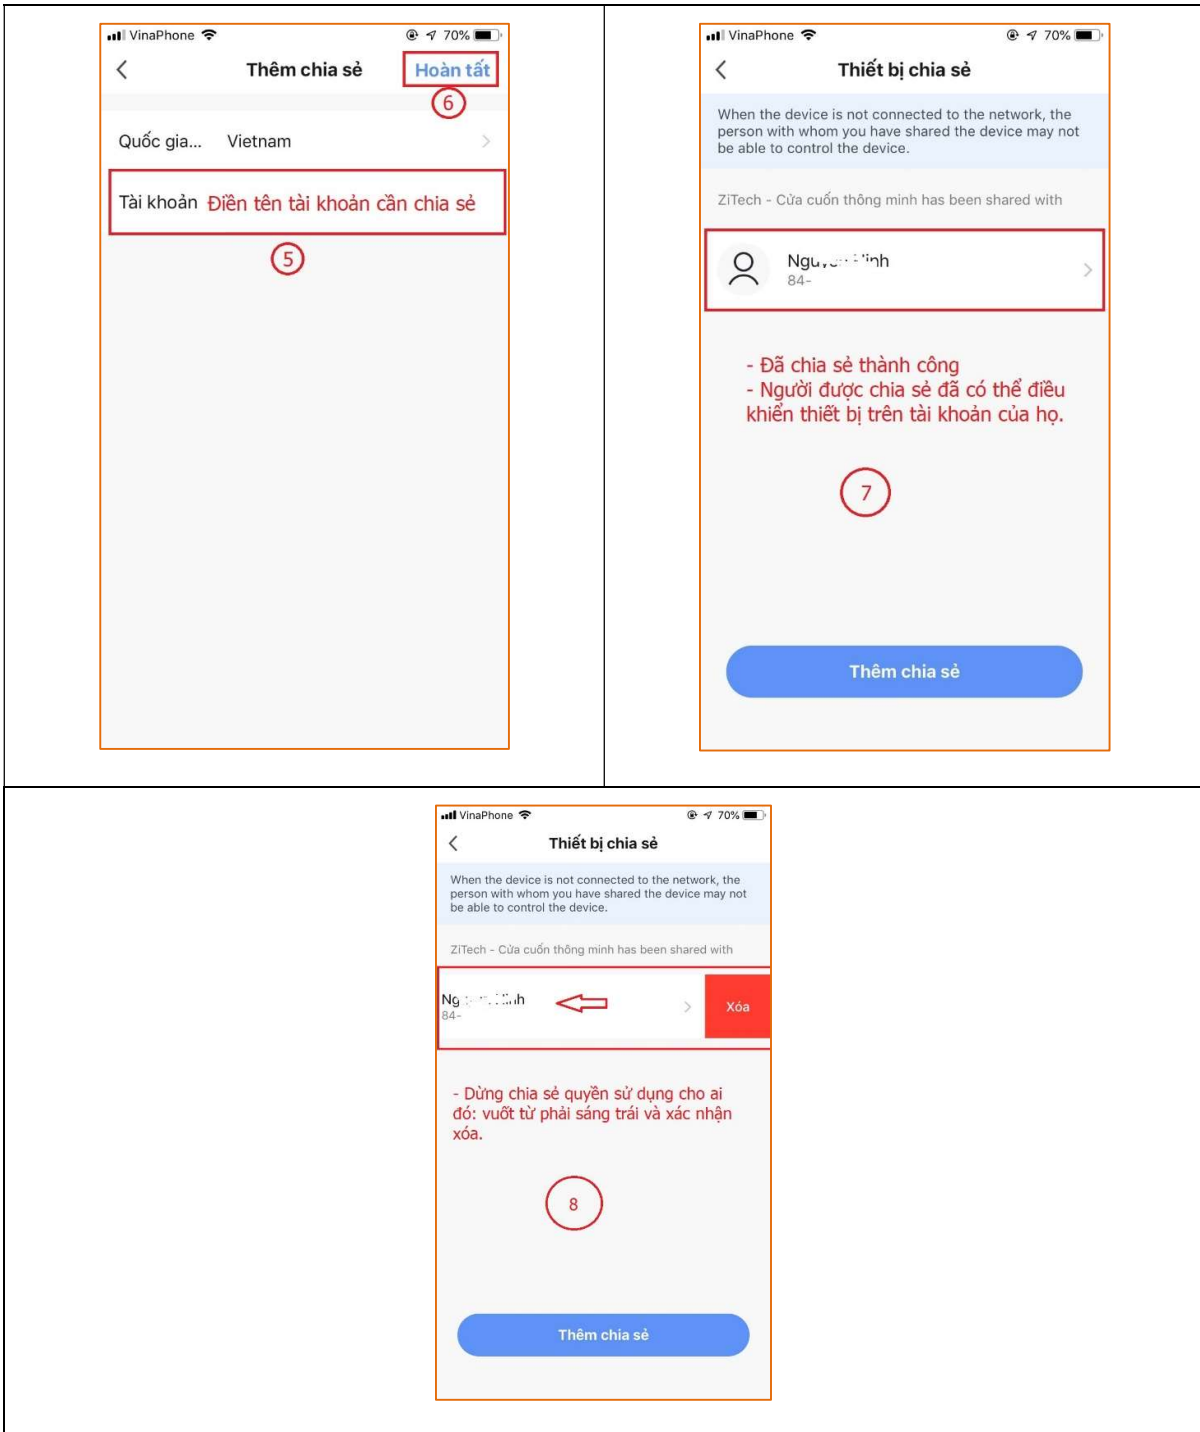 VinaPhone 70%
Thêm chia sẻ Hoàn tất
6
Quốc gia... Vietnam
Tài khoản Điền tên tài khoản cần chia sẻ
5
VinaPhone 70%
Thiết bị chia sẻ
When the device is not connected to the network, the
person with whom you have shared the device may not
be able to control the device.
ZiTech - Cửa cuốn thông minh has been shared with
84-
- Đã chia sẻ thành công
- Người được chia sẻ đã có thể điều
khiển thiết bị trên tài khoản của họ.
7
Thêm chia sẻ
VinaPhone 70%
Thiết bị chia sẻ
When the device is not connected to the network, the
person with whom you have shared the device may not
be able to control the device.
ZiTech - Cửa cuốn thông minh has been shared with
84-
Xóa
- Dừng chia sẻ quyền sử dụng cho ai
đó: vuốt từ phải sáng trái và xác nhận
xóa.
8
Thêm chia sẻ